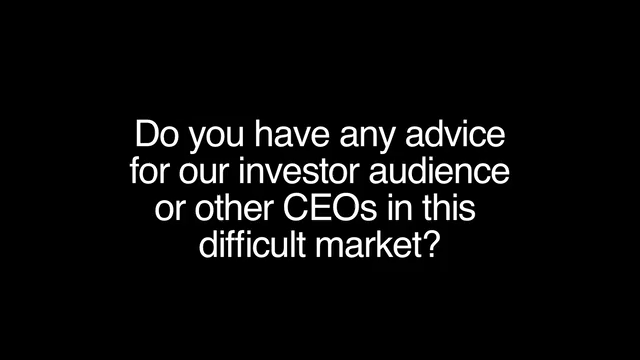 Do you have any advice
for our investor audience
or other CEOs in this
difficult market?